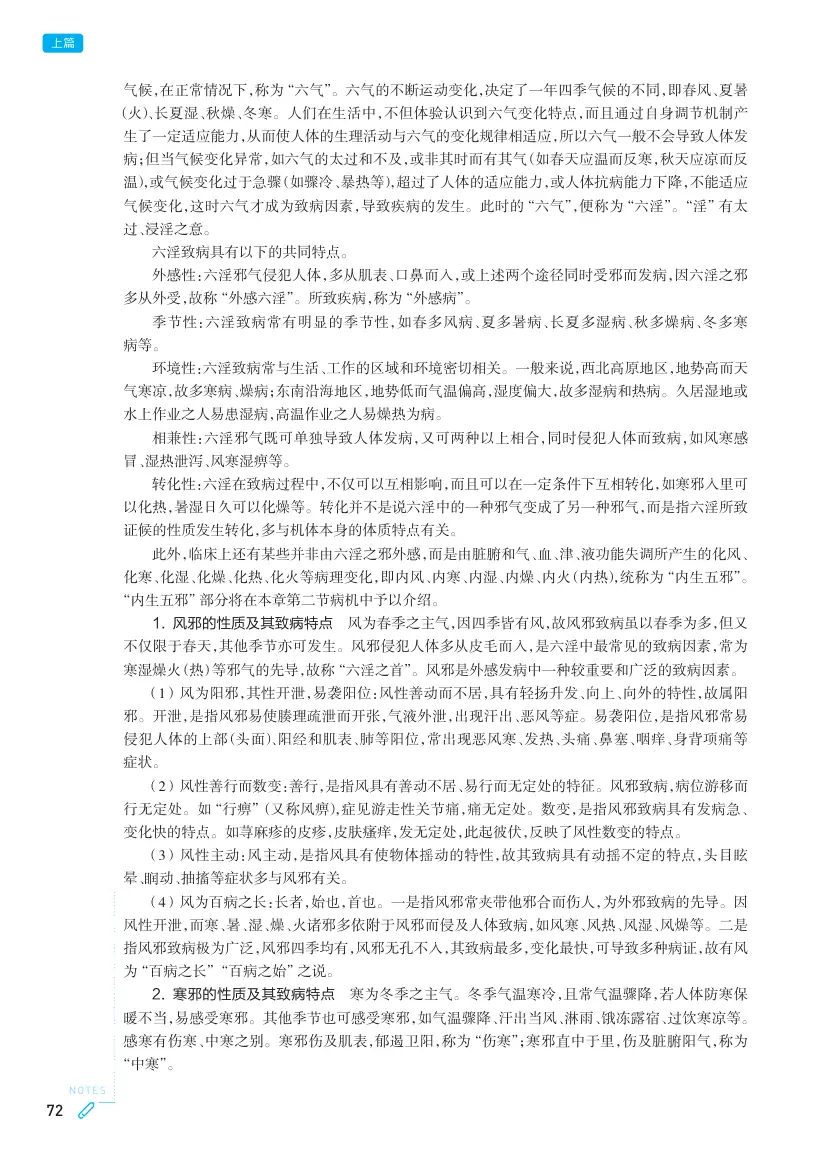 上篇
气候,在正常情况下,称为“六气”。六气的不断运动变化,决定了一年四季气候的不同,即春风、夏暑
(火)、长夏湿、秋燥、冬寒。人们在生活中,不但体验认识到六气变化特点,而且通过自身调节机制产
生了一定适应能力,从而使人体的生理活动与六气的变化规律相适应,所以六气一般不会导致人体发
病;但当气候变化异常,如六气的太过和不及,或非其时而有其气(如春天应温而反寒,秋天应凉而反
温),或气候变化过于急骤(如骤冷、暴热等),超过了人体的适应能力,或人体抗病能力下降,不能适应
气候变化,这时六气才成为致病因素,导致疾病的发生。此时的“六气”,便称为“六淫”。“淫”有太
过、浸淫之意。
六淫致病具有以下的共同特点。
外感性:六淫邪气侵犯人体,多从肌表、口鼻而入,或上述两个途径同时受邪而发病,因六淫之邪
多从外受,故称“外感六淫”。所致疾病,称为“外感病”。
季节性:六淫致病常有明显的季节性,如春多风病、夏多暑病、长夏多湿病、秋多燥病、冬多寒
病等。
环境性:六淫致病常与生活、工作的区域和环境密切相关。一般来说,西北高原地区,地势高而天
气寒凉,故多寒病、燥病;东南沿海地区,地势低而气温偏高,湿度偏大,故多湿病和热病。久居湿地或
水上作业之人易患湿病,高温作业之人易燥热为病。
相兼性:六淫邪气既可单独导致人体发病,又可两种以上相合,同时侵犯人体而致病,如风寒感
冒、湿热泄泻、风寒湿痹等。
转化性:六淫在致病过程中,不仅可以互相影响,而且可以在一定条件下互相转化,如寒邪入里可
以化热,暑湿日久可以化燥等。转化并不是说六淫中的一种邪气变成了另一种邪气,而是指六淫所致
证候的性质发生转化,多与机体本身的体质特点有关。
此外,临床上还有某些并非由六淫之邪外感,而是由脏腑和气、血、津、液功能失调所产生的化风、
化寒、化湿、化燥、化热、化火等病理变化,即内风、内寒、内湿、内燥、内火(内热),统称为“内生五邪”。
“内生五邪”部分将在本章第二节病机中予以介绍。
1. 风邪的性质及其致病特点 风为春季之主气,因四季皆有风,故风邪致病虽以春季为多,但又
不仅限于春天,其他季节亦可发生。风邪侵犯人体多从皮毛而入,是六淫中最常见的致病因素,常为
寒湿燥火(热)等邪气的先导,故称“六淫之首”。风邪是外感发病中一种较重要和广泛的致病因素。
(1)风为阳邪,其性开泄,易袭阳位:风性善动而不居,具有轻扬升发、向上、向外的特性,故属阳
邪。开泄,是指风邪易使腠理疏泄而开张,气液外泄,出现汗出、恶风等症。易袭阳位,是指风邪常易
侵犯人体的上部(头面)、阳经和肌表、肺等阳位,常出现恶风寒、发热、头痛、鼻塞、咽痒、身背项痛等
症状。
(2)风性善行而数变:善行,是指风具有善动不居、易行而无定处的特征。风邪致病,病位游移而
行无定处。如“行痹”(又称风痹),症见游走性关节痛,痛无定处。数变,是指风邪致病具有发病急、
变化快的特点。如荨麻疹的皮疹,皮肤瘙痒,发无定处,此起彼伏,反映了风性数变的特点。
(3)风性主动:风主动,是指风具有使物体摇动的特性,故其致病具有动摇不定的特点,头目眩
晕、瞤动、抽搐等症状多与风邪有关。
(4)风为百病之长:长者,始也,首也。一是指风邪常夹带他邪合而伤人,为外邪致病的先导。因
风性开泄,而寒、暑、湿、燥、火诸邪多依附于风邪而侵及人体致病,如风寒、风热、风湿、风燥等。二是
指风邪致病极为广泛,风邪四季均有,风邪无孔不入,其致病最多,变化最快,可导致多种病证,故有风
为“百病之长”“百病之始”之说。
2. 寒邪的性质及其致病特点 寒为冬季之主气。冬季气温寒冷,且常气温骤降,若人体防寒保
暖不当,易感受寒邪。其他季节也可感受寒邪,如气温骤降、汗出当风、淋雨、饿冻露宿、过饮寒凉等。
感寒有伤寒、中寒之别。寒邪伤及肌表,郁遏卫阳,称为“伤寒”;寒邪直中于里,伤及脏腑阳气,称为
“中寒”。
NOTES
72